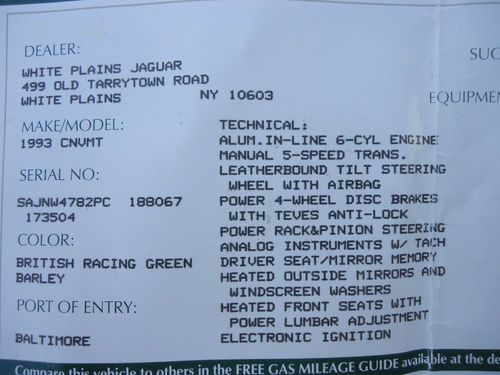 DEALER:
WHITE PLAINS JAGUAR
499 OLD TARRYTOWN ROAD
WHITE PLAINS NY 10603
MAKE/MODEL:
1993 CNVMT
SERIAL NO:
SAJNW4782PC 188067
173504
COLOR:
BRITISH RACING GREEN
BARLEY
PORT OF ENTRY:
BALTIMORE
TECHNICAL:
ALUM.IN-LINE 6-CYL ENGINE
MANUAL 5-SPEED TRANS.
LEATHERBOUND TILT STEERING
WHEEL WITH AIRBAG
POWER 4-WHEEL DISC BRAKES
WITH TEVES ANTI-LOCK
POWER RACK&PINION STEERING
ANALOG INSTRUMENTS W/ TACH
DRIVER SEAT/MIRROR MEMORY
HEATED OUTSIDE MIRRORS AND
WINDSCREEN WASHERS
HEATED FRONT SEATS WITH
POWER LUMBAR ADJUSTMENT
ELECTRONIC IGNITION
SUC
EQUIPMEN
Compare this vehicle to others in the FREE GAS MILEAGE GUIDE available at the de